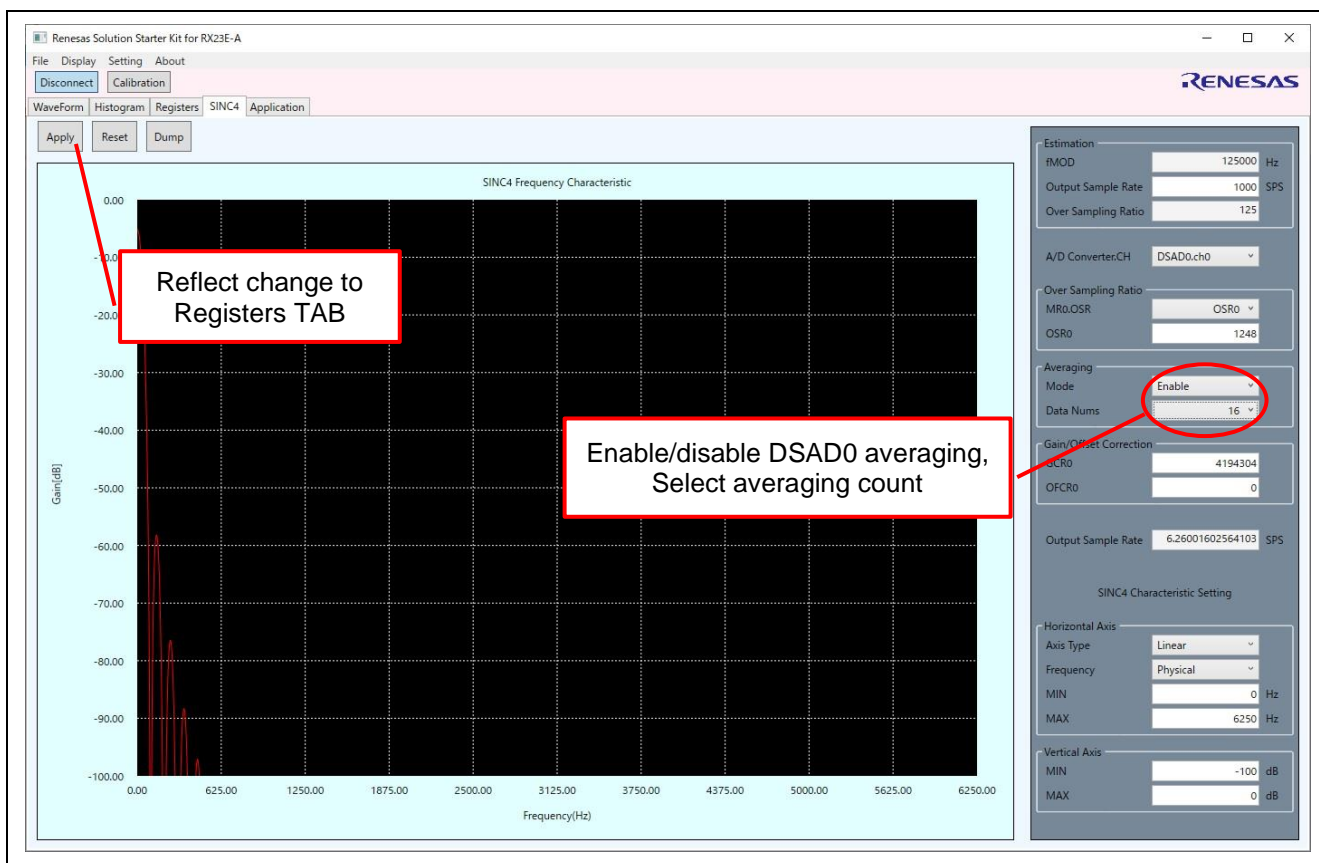 Renesas Solution Starter Kit for RX23E-A
File Display Setting About
Disconnect Calibration
RENESAS
WaveForm Histogram Registers SINC4 Application
Apply Reset Dump
SINC4 Frequency Characteristic
0.00
-20.00
-30.00
-40.00
-50.00
-60.00
-70.00
-80.00
-90.00
-100.00
Gain[dB]
0.00 625.00 1250.00 1875.00 2500.00 3125.00 3750.00 4375.00 5000.00 5625.00 6250.00
Frequency(Hz)
Reflect change to
Registers TAB
Enable/disable DSAD0 averaging,
Select averaging count
Estimation
fMOD 125000 Hz
Output Sample Rate 1000 SPS
Over Sampling Ratio 125
A/D Converter.CH DSAD0.ch0
Over Sampling Ratio
MR0.OSR OSR0
OSR0 1248
Averaging
Mode Enable
Data Nums 16
Gain/Offset Correction
GCR0 4194304
OFCR0 0
Output Sample Rate 6.26001602564103 SPS
SINC4 Characteristic Setting
Horizontal Axis
Axis Type Linear
Frequency Physical
MIN 0 Hz
MAX 6250 Hz
Vertical Axis
MIN -100 dB
MAX 0 dB